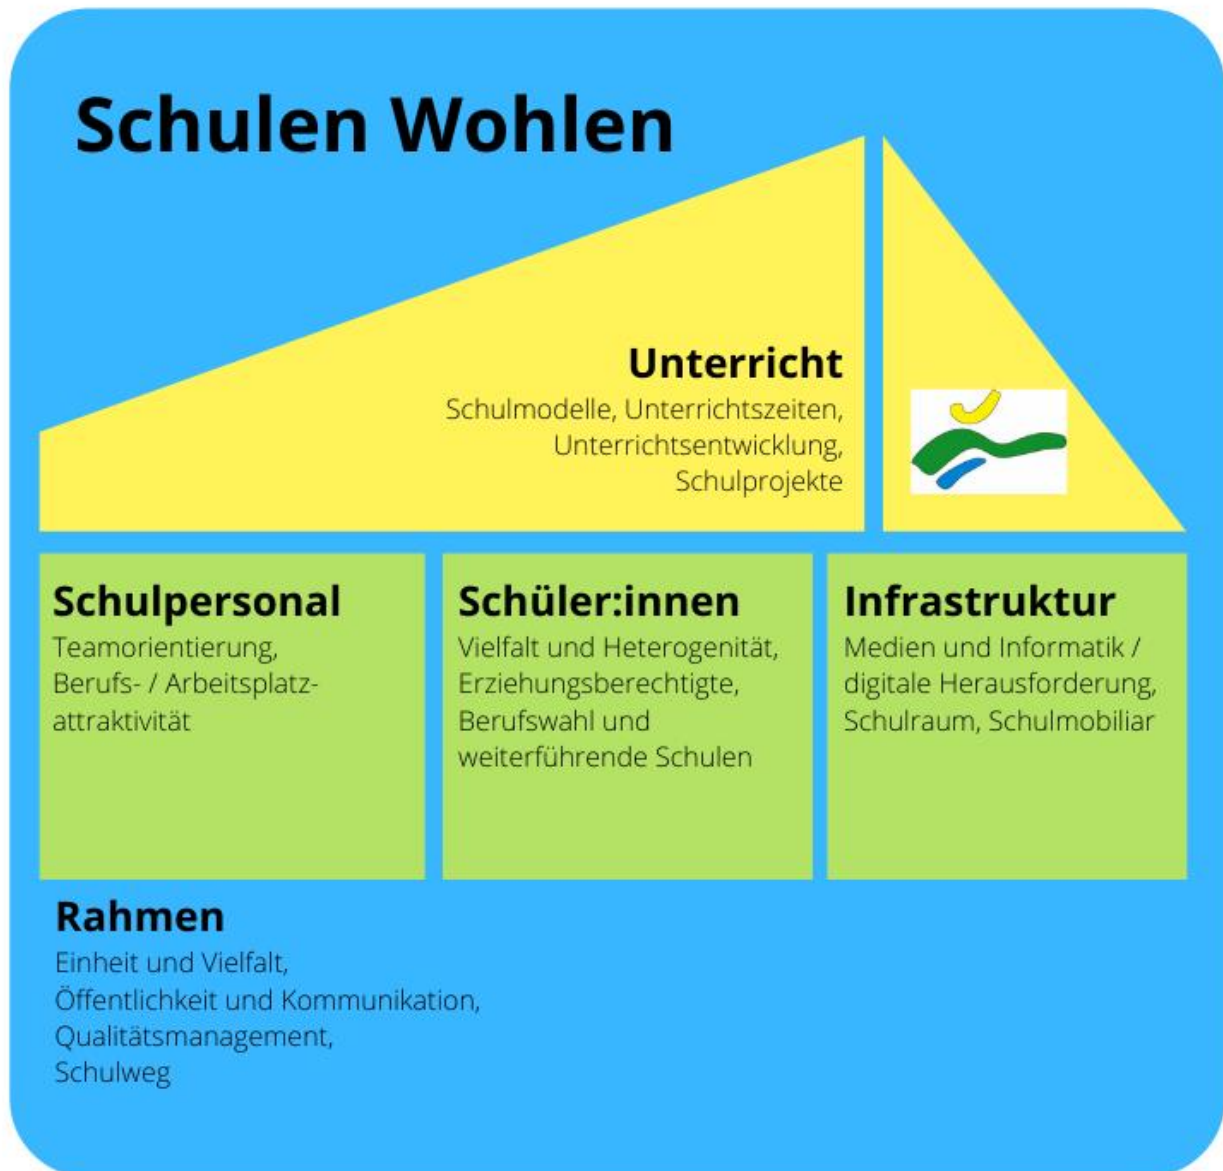 Schulen Wohlen
Unterricht
Schulmodelle, Unterrichtszeiten,
Unterrichtsentwicklung,
Schulprojekte
Schulpersonal
Teamorientierung,
Berufs- / Arbeitsplatz-
attraktivität
Schüler:innen
Vielfalt und Heterogenität,
Erziehungsberechtigte,
Berufswahl und
weiterführende Schulen
Infrastruktur
Medien und Informatik /
digitale Herausforderung,
Schulraum, Schulmobiliar
Rahmen
Einheit und Vielfalt,
Öffentlichkeit und Kommunikation,
Qualitätsmanagement,
Schulweg